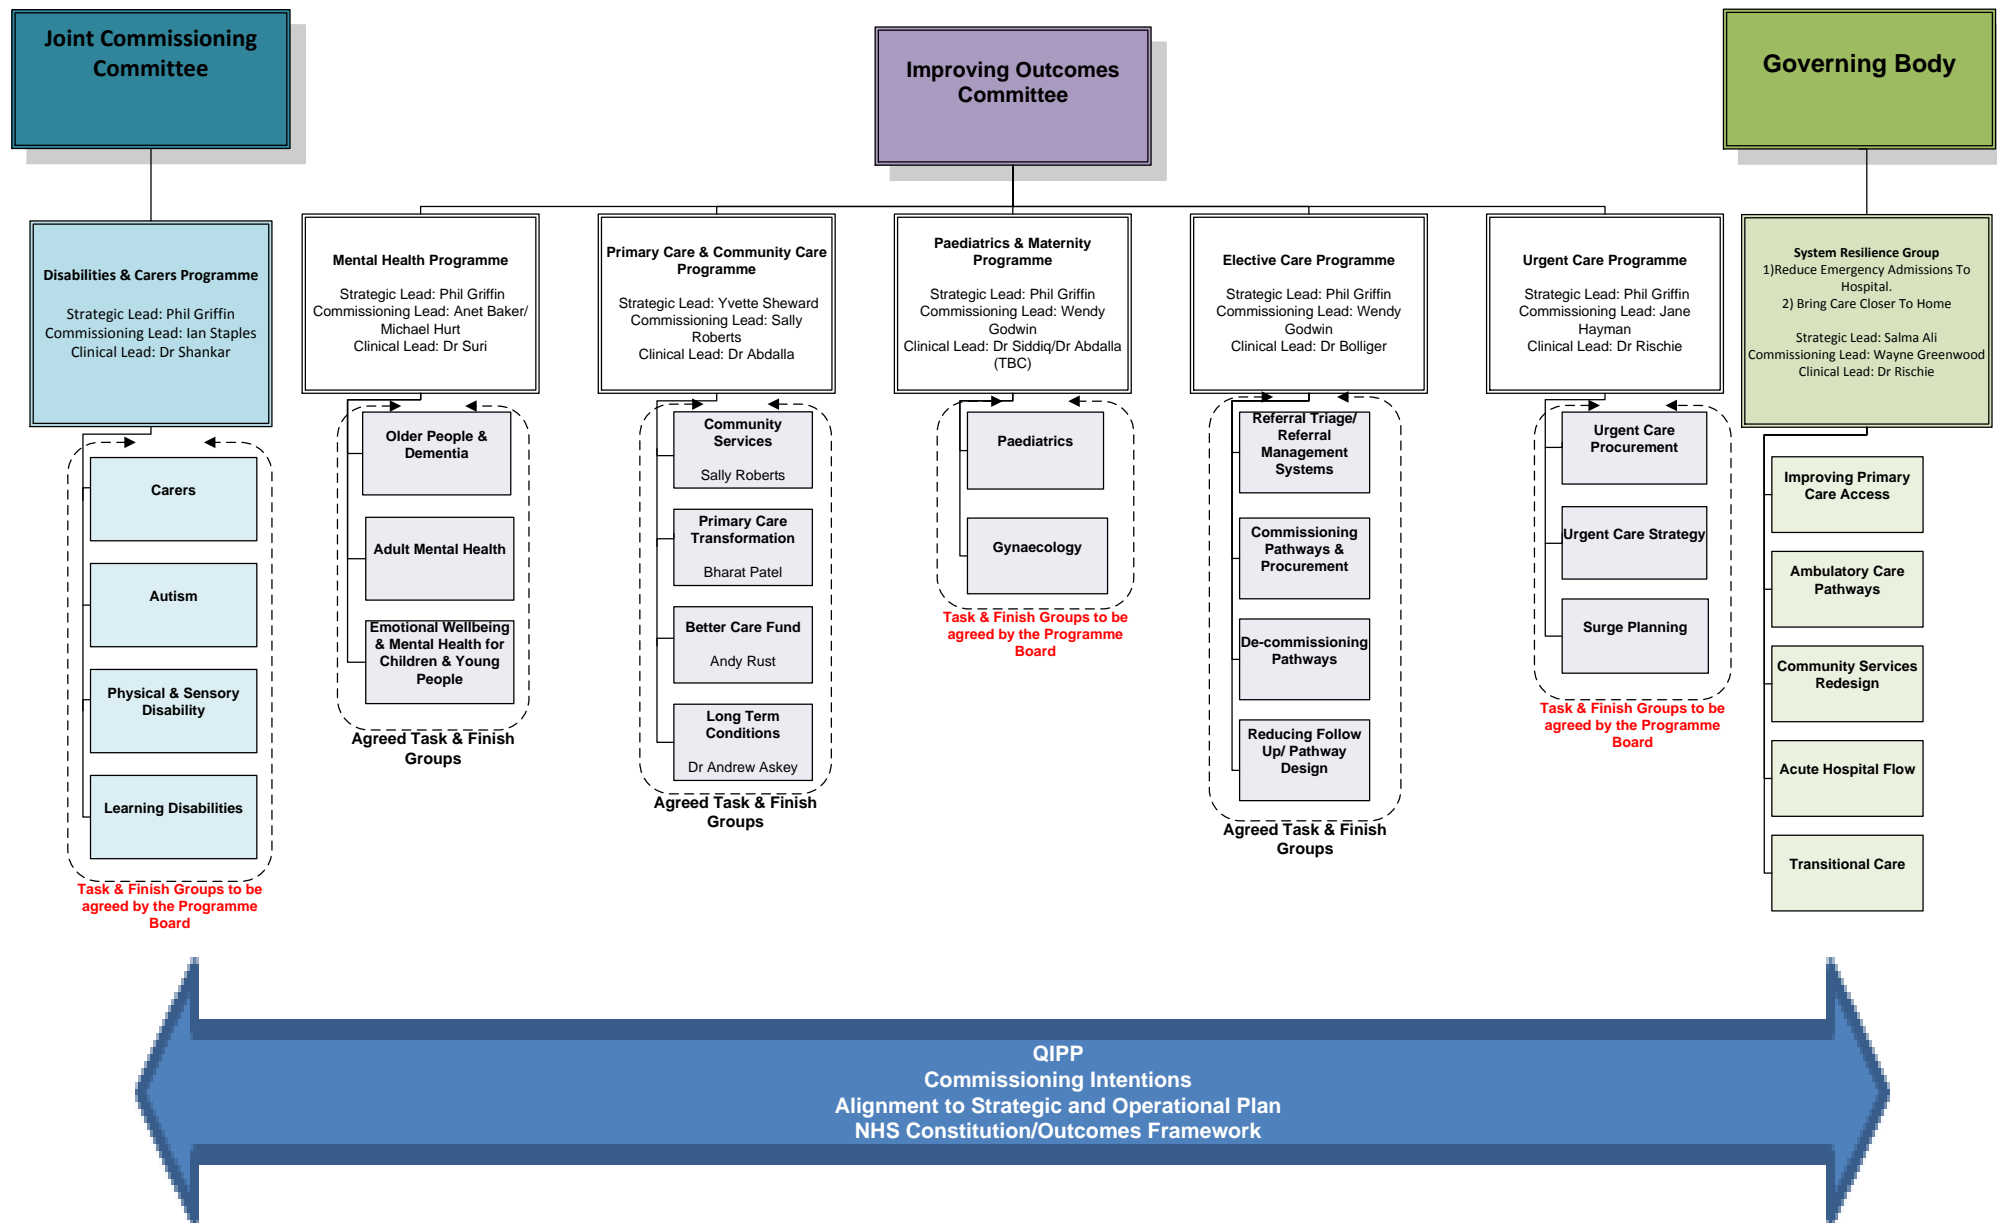 Joint Commissioning
Committee
Improving Outcomes
Committee
Governing Body
Disabilities & Carers Programme
Strategic Lead: Phil Griffin
Commissioning Lead: Ian Staples
Clinical Lead: Dr Shankar
Mental Health Programme
Strategic Lead: Phil Griffin
Commissioning Lead: Anet Baker/
Michael Hurt
Clinical Lead: Dr Suri
Primary Care & Community Care
Programme
Strategic Lead: Yvette Sheward
Commissioning Lead: Sally
Roberts
Clinical Lead: Dr Abdalla
Paediatrics & Maternity
Programme
Strategic Lead: Phil Griffin
Commissioning Lead: Wendy
Godwin
Clinical Lead: Dr Siddiq/Dr Abdalla
(TBC)
Elective Care Programme
Strategic Lead: Phil Griffin
Commissioning Lead: Wendy
Godwin
Clinical Lead: Dr Bolliger
Urgent Care Programme
Strategic Lead: Phil Griffin
Commissioning Lead: Jane
Hayman
Clinical Lead: Dr Rischie
System Resilience Group
1)Reduce Emergency Admissions To
Hospital.
2) Bring Care Closer To Home
Strategic Lead: Salma Ali
Commissioning Lead: Wayne Greenwood
Clinical Lead: Dr Rischie
Carers
Autism
Physical & Sensory
Disability
Learning Disabilities
Task & Finish Groups to be
agreed by the Programme
Board
Older People &
Dementia
Adult Mental Health
Emotional Wellbeing
& Mental Health for
Children & Young
People
Agreed Task & Finish
Groups
Community
Services
Sally Roberts
Primary Care
Transformation
Bharat Patel
Better Care Fund
Andy Rust
Long Term
Conditions
Dr Andrew Askey
Agreed Task & Finish
Groups
Paediatrics
Gynaecology
Task & Finish Groups to be
agreed by the Programme
Board
Referral Triage/
Referral
Management
Systems
Commissioning
Pathways &
Procurement
De-commissioning
Pathways
Reducing Follow
Up/ Pathway
Design
Agreed Task & Finish
Groups
Urgent Care
Procurement
Urgent Care Strategy
Surge Planning
Task & Finish Groups to be
agreed by the Programme
Board
Improving Primary
Care Access
Ambulatory Care
Pathways
Community Services
Redesign
Acute Hospital Flow
Transitional Care
QIPP
Commissioning Intentions
Alignment to Strategic and Operational Plan
NHS Constitution/Outcomes Framework